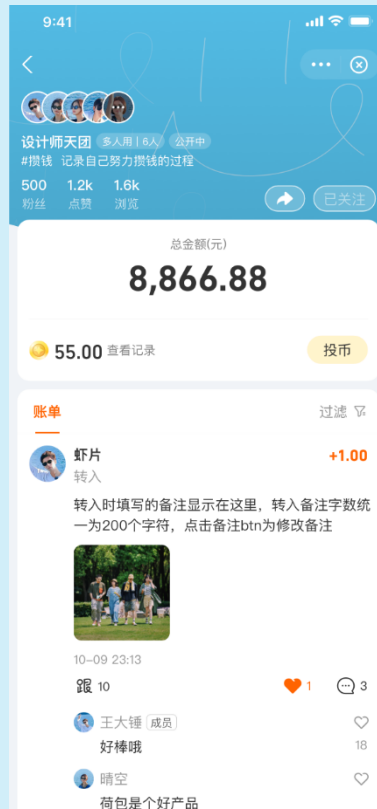 9:41
设计师天团 多人用 | 6人 公开中
#攒钱 记录自己努力攒钱的过程
500 1.2k 1.6k
粉丝 点赞 浏览
已关注
总金额(元)
8,866.88
55.00 查看记录 投币
账单 过滤
虾片 +1.00
转入
转入时填写的备注显示在这里，转入备注字数统
一为200个字符，点击备注btn为修改备注
10-09 23:13
跟 10 1 3
王大锤 成员
好棒哦 18
晴空
荷包是个好产品